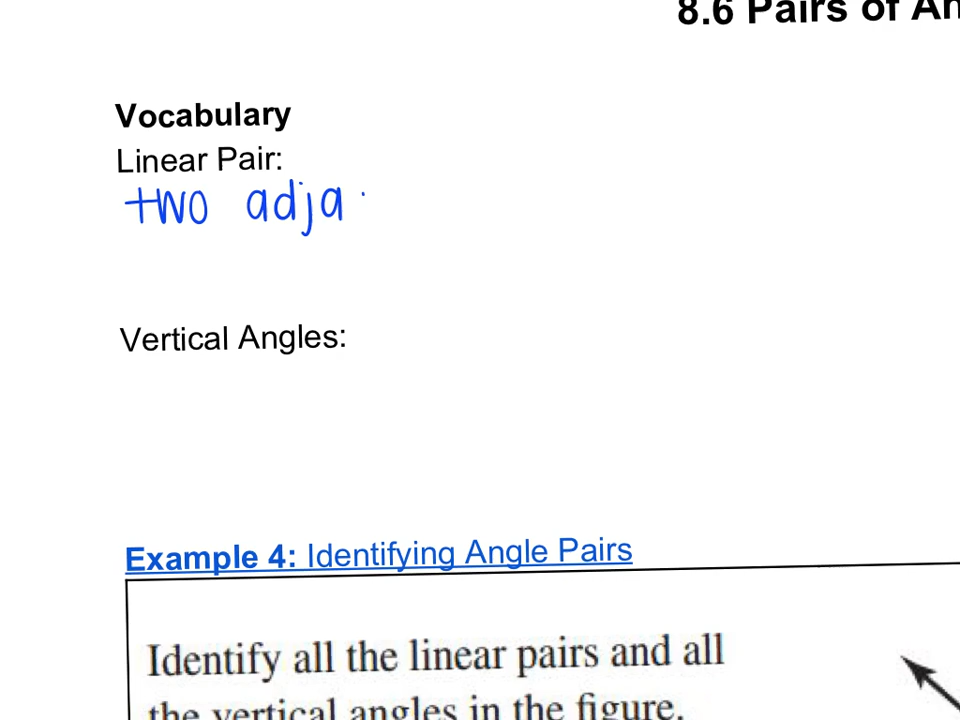 8.6 Pairs of An
Vocabulary
Linear Pair:
two adja
Vertical Angles:
Example 4: Identifying Angle Pairs
Identify all the linear pairs and all
the vertical angles in the figure.